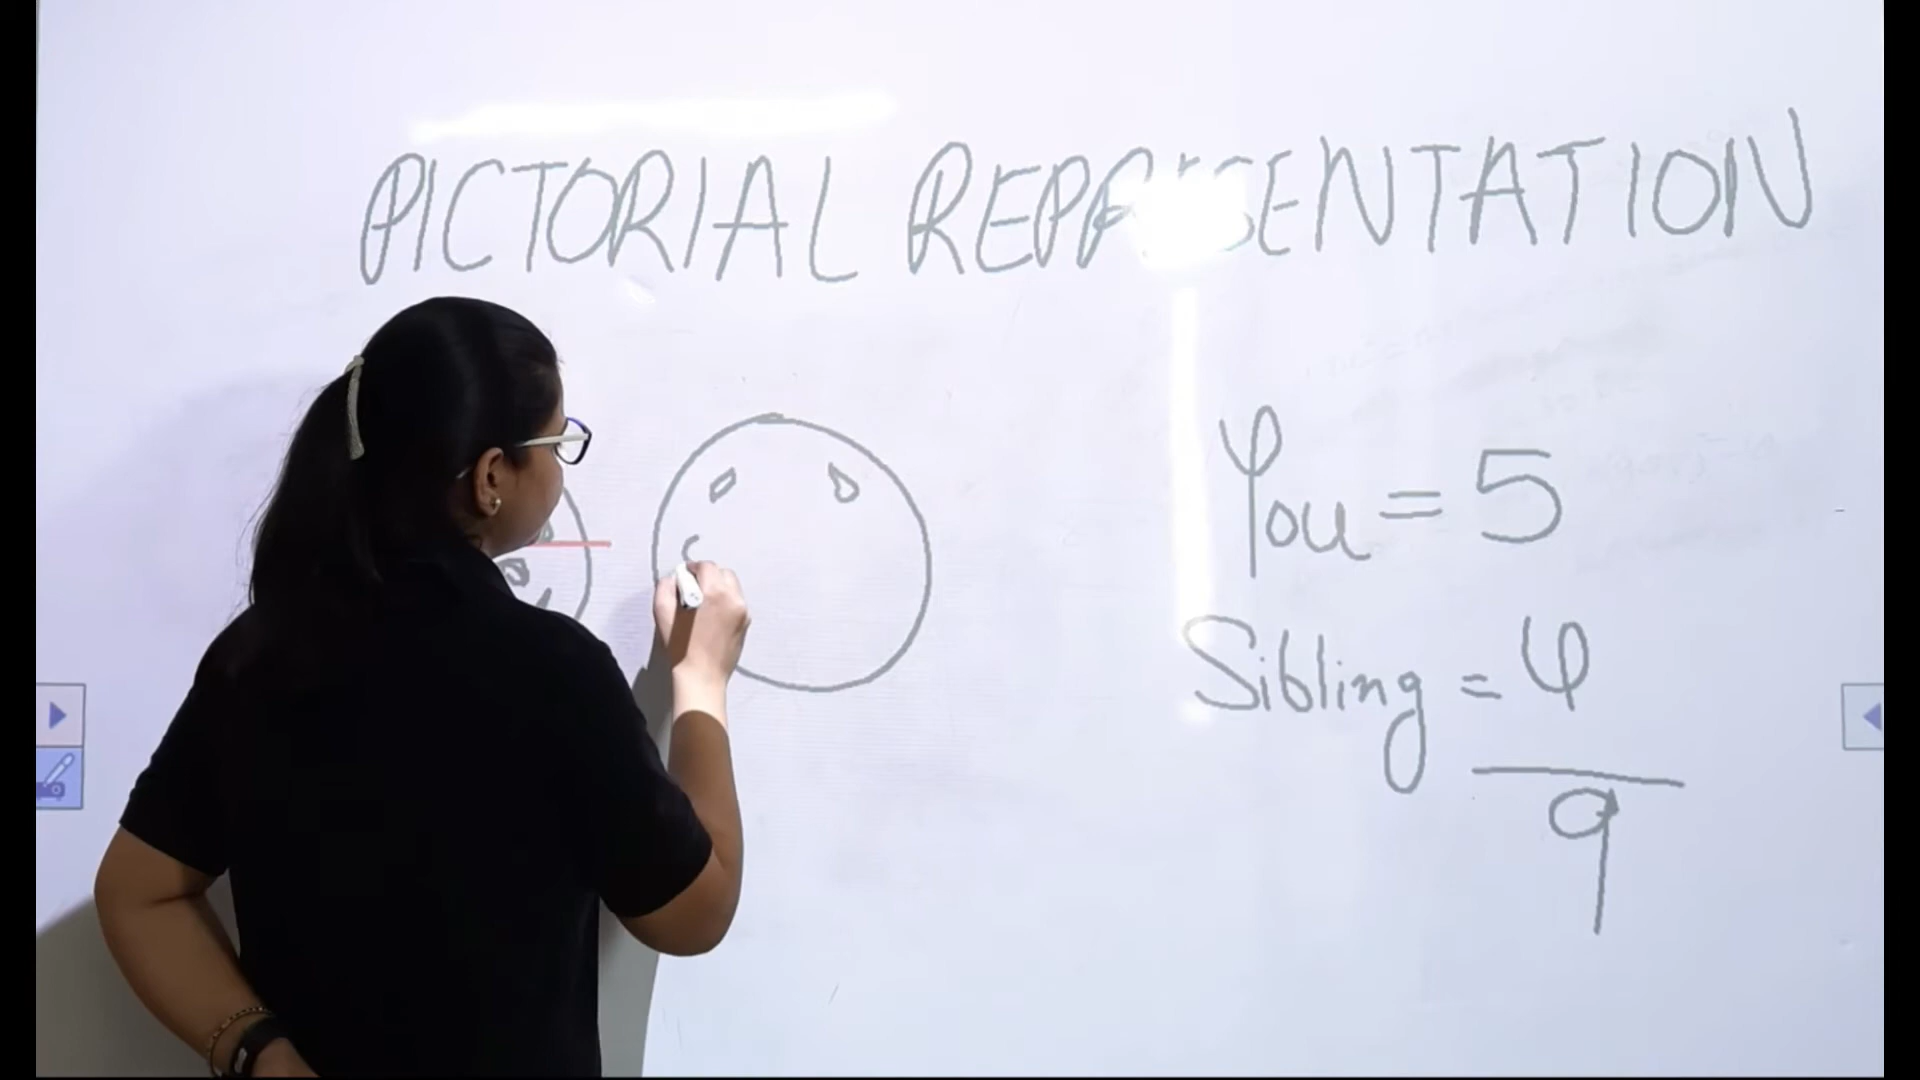 PICTORIAL REPRESENTATION
You = 5
Sibling = 4
9